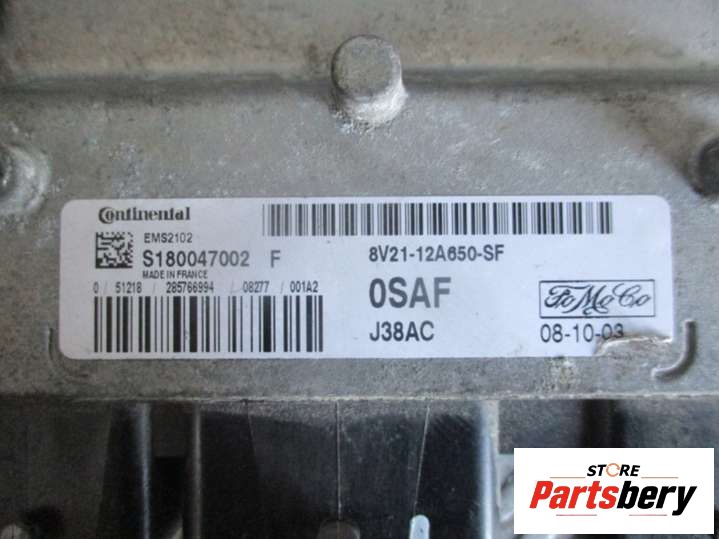 Continental
EMS2102
S180047002 F
MADE IN FRANCE
0 / 51218 / 285766994 / 08277 / 001A2
8V21-12A650-SF
0SAF
FoMoCo
J38AC
08-10-03
STORE
Partsbery